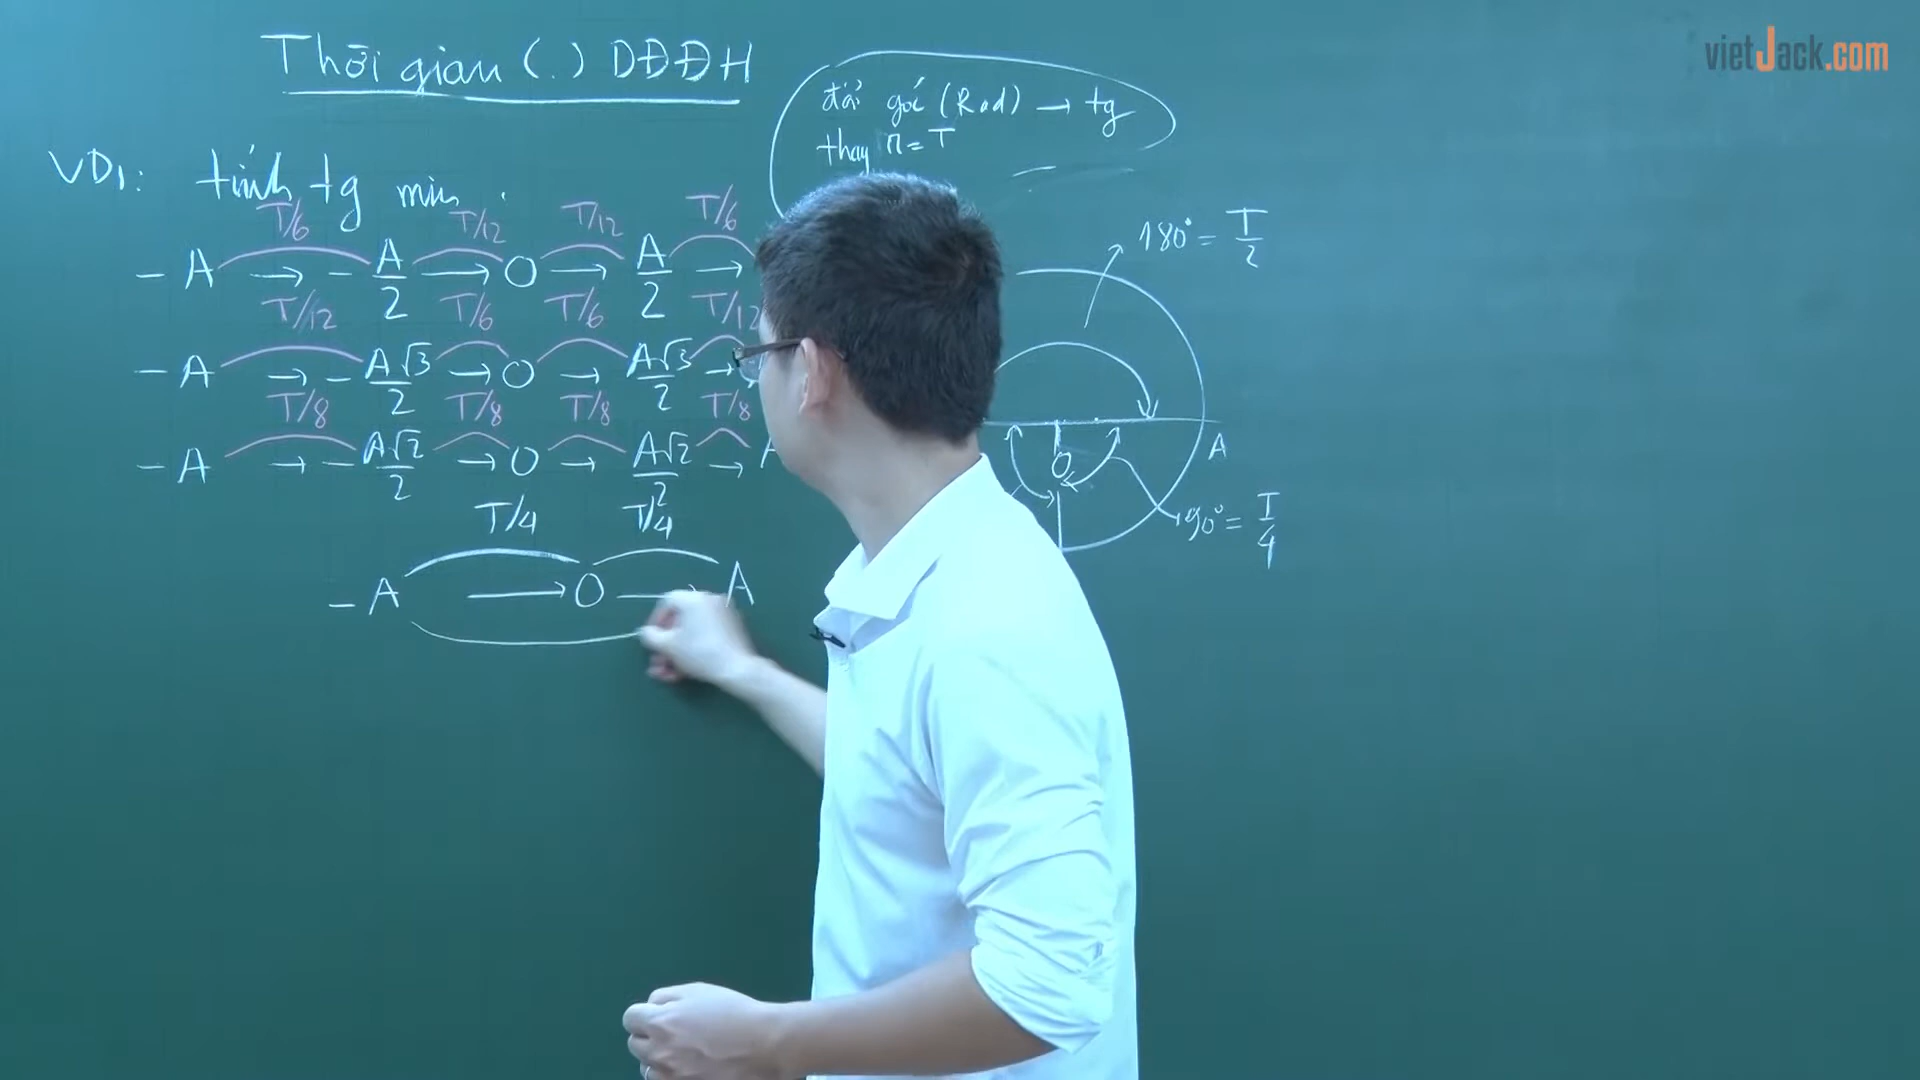 vietJack.com
Thời gian (.) DĐĐH
đổi góc (Rad) → tg
thay π = T
VD1: tính tg min
T/6 T/12 T/12 T/6
-A → -A/2 → O → A/2 →
T/12 T/6 T/6 T/12
-A → -A√3/2 → O → A√3/2 →
T/8 T/8 T/8 T/8
-A → -A√2/2 → O → A√2/2 → A
T/4 T/4
-A → O → A
180° = T/2
O
A
90° = T/4